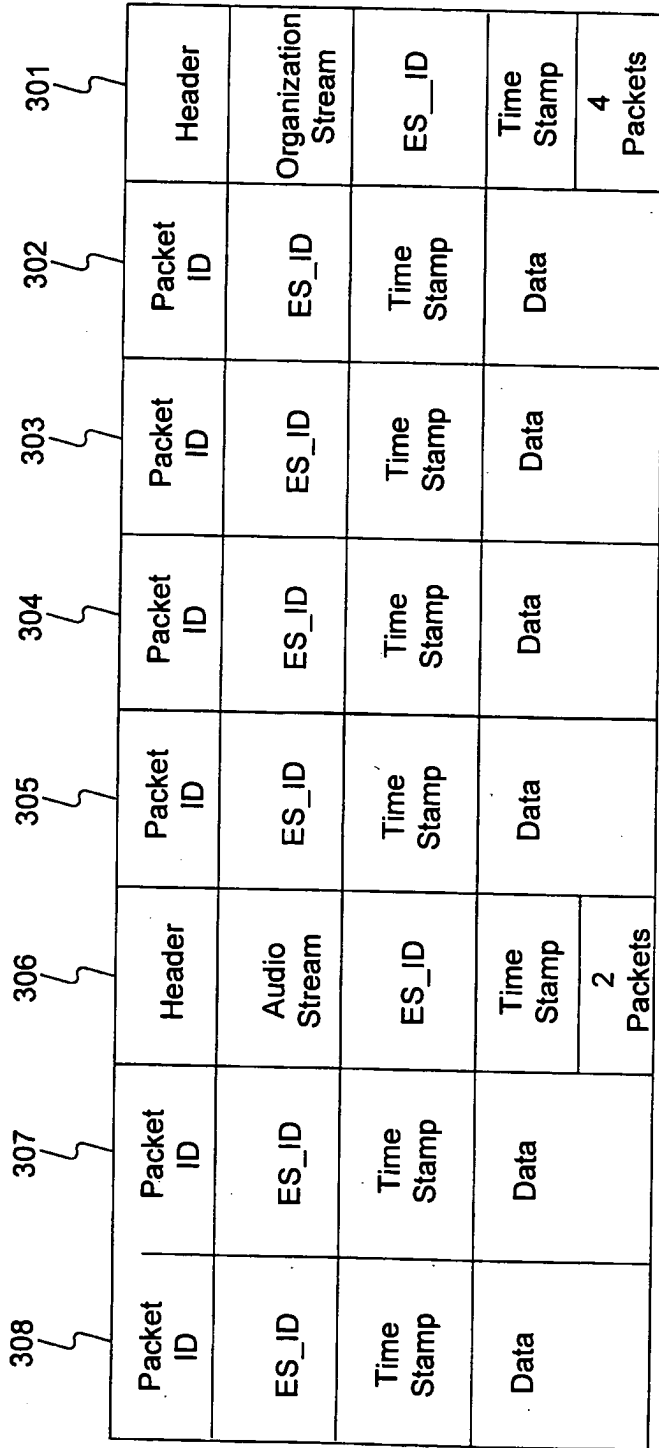 308
307
306
305
304
303
302
301
Packet
ID
Packet
ID
Header
Packet
ID
Packet
ID
Packet
ID
Packet
ID
Header
ES_ID
ES_ID
Audio
Stream
ES_ID
ES_ID
ES_ID
ES_ID
Organization
Stream
Time
Stamp
Time
Stamp
ES_ID
Time
Stamp
Time
Stamp
Time
Stamp
Time
Stamp
ES__ID
Data
Data
Time
Stamp
Data
Data
Data
Data
Time
Stamp
2
Packets
4
Packets